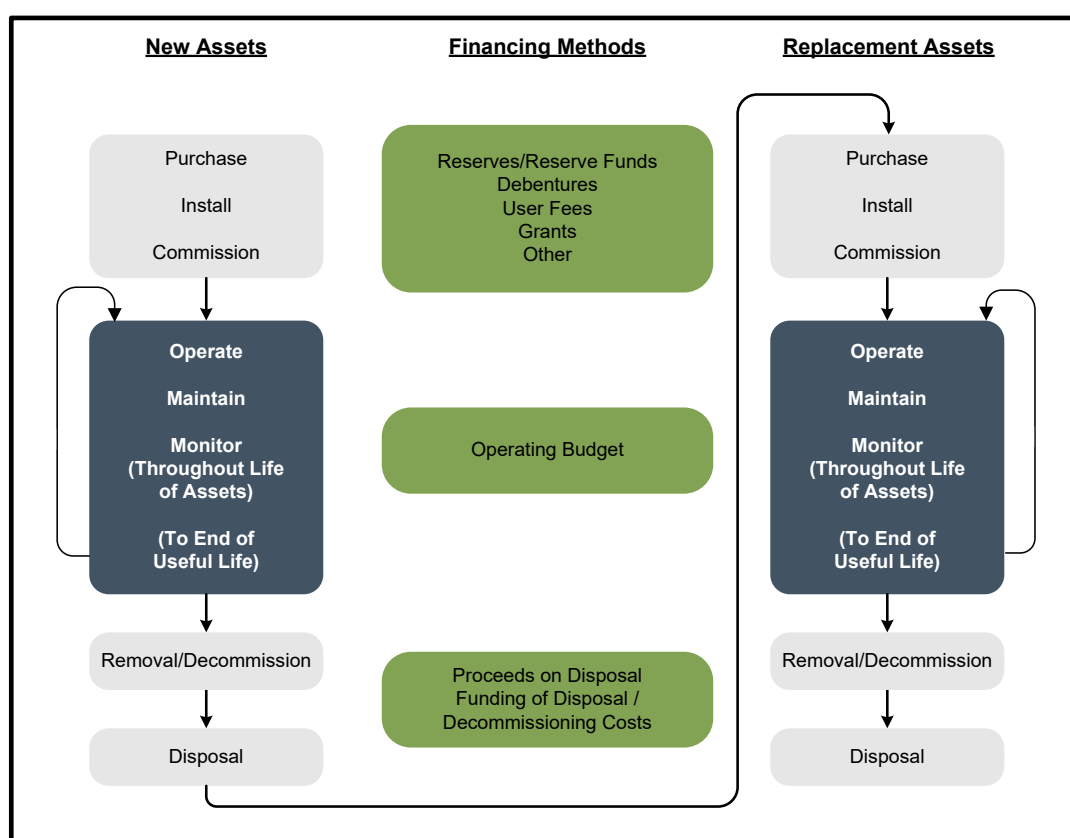 New Assets
Purchase
Install
Commission
Operate
Maintain
Monitor
(Throughout Life
of Assets)
(To End of
Useful Life)
Removal/Decommission
Disposal
Financing Methods
Reserves/Reserve Funds
Debentures
User Fees
Grants
Other
Operating Budget
Proceeds on Disposal
Funding of Disposal /
Decommissioning Costs
Replacement Assets
Purchase
Install
Commission
Operate
Maintain
Monitor
(Throughout Life
of Assets)
(To End of
Useful Life)
Removal/Decommission
Disposal